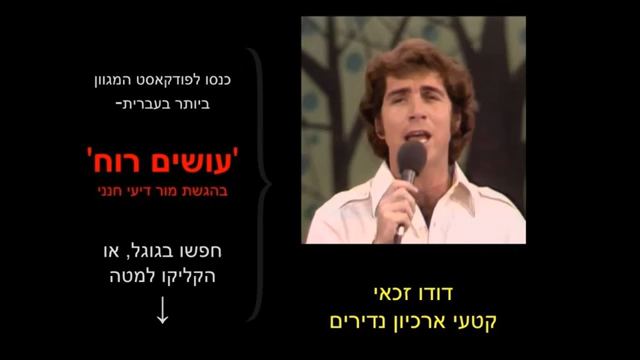 כנסו לפודקאסט המגוון
ביותר בעברית-
'עושים רוח'
בהגשת מור דיעי חנני
חפשו בגוגל, או
הקליקו למטה
דודו זכאי
קטעי ארכיון נדירים